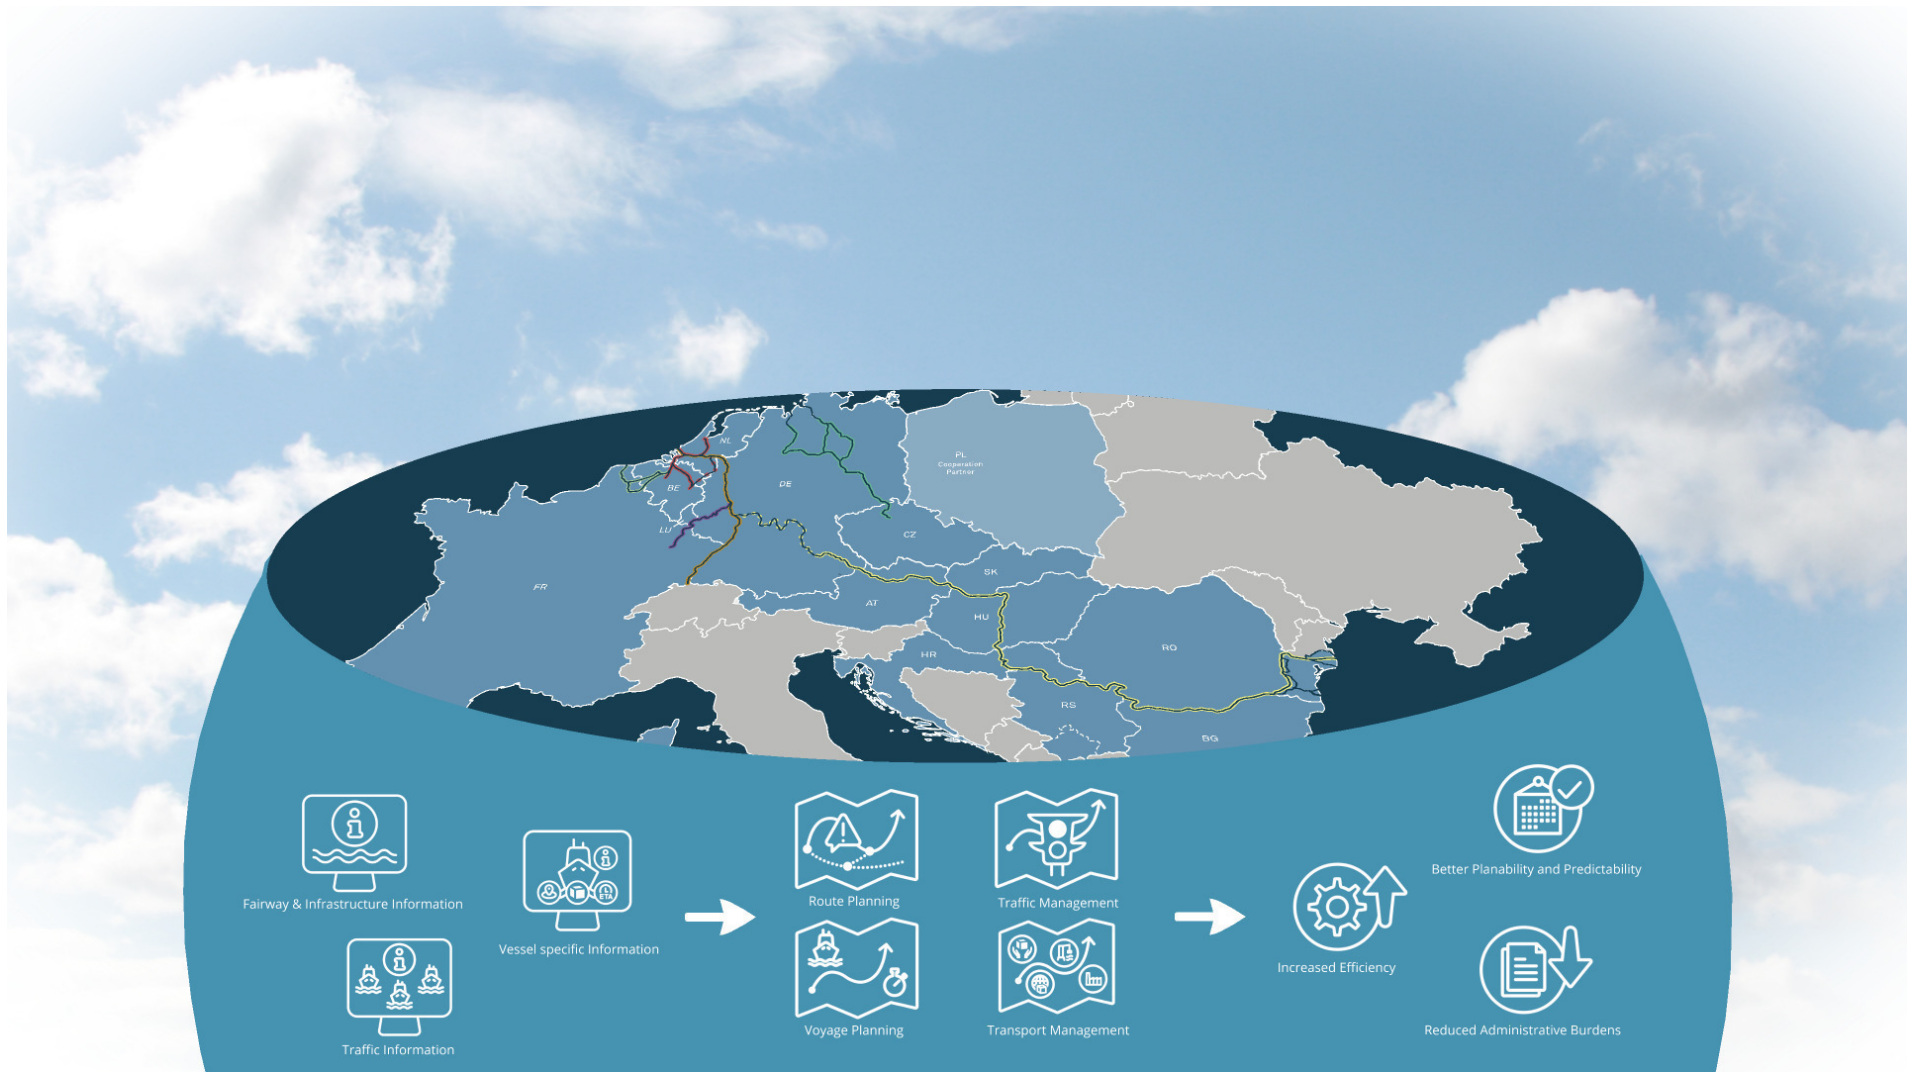 NL
PL
Cooperation
Partner
DE
BE
LU
CZ
SK
FR
AT
HU
HR
RO
RS
BG
Fairway & Infrastructure Information
Traffic Information
Vessel specific Information
ETA
Route Planning
Traffic Management
Voyage Planning
Transport Management
Increased Efficiency
Better Planability and Predictability
Reduced Administrative Burdens